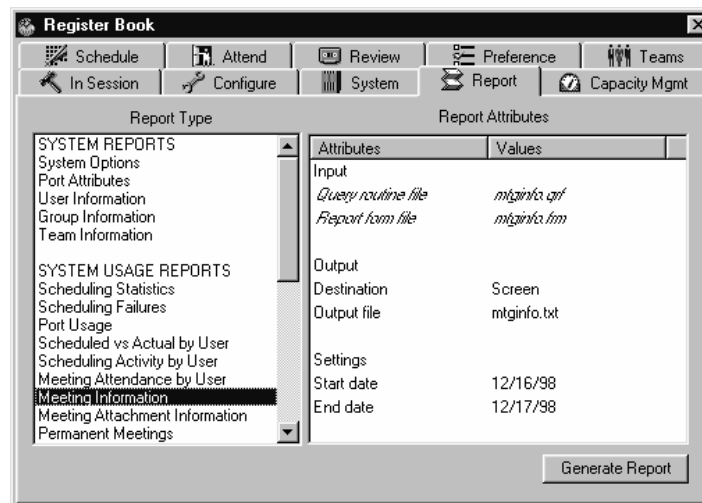 Register Book
Schedule Attend Review Preference Teams
In Session Configure System Report Capacity Mgmt
Report Type
SYSTEM REPORTS
System Options
Port Attributes
User Information
Group Information
Team Information
SYSTEM USAGE REPORTS
Scheduling Statistics
Scheduling Failures
Port Usage
Scheduled vs Actual by User
Scheduling Activity by User
Meeting Attendance by User
Meeting Information
Meeting Attachment Information
Permanent Meetings
Report Attributes
Attributes Values
Input
Query routine file mtginfo.qrf
Report form file mtginfo.frm
Output
Destination Screen
Output file mtginfo.txt
Settings
Start date 12/16/98
End date 12/17/98
Generate Report